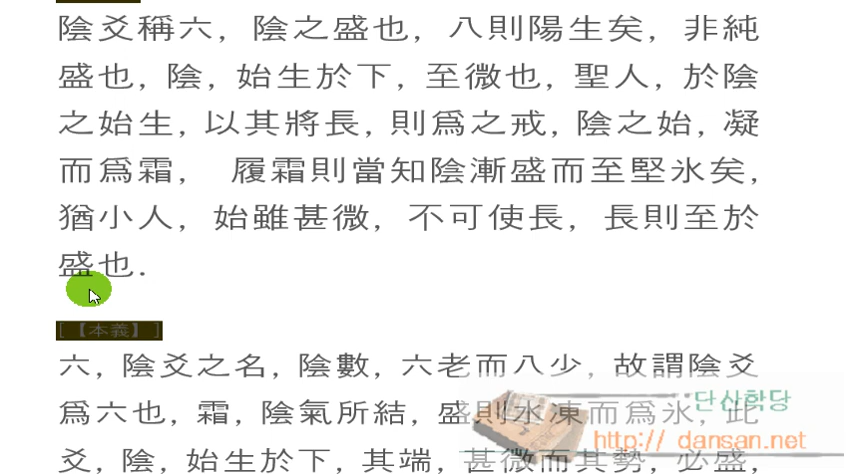 陰爻稱六, 陰之盛也, 八則陽生矣, 非純
盛也, 陰, 始生於下, 至微也, 聖人, 於陰
之始生, 以其將長, 則爲之戒, 陰之始, 凝
而爲霜, 履霜則當知陰漸盛而至堅氷矣,
猶小人, 始雖甚微, 不可使長, 長則至於
盛也.
[【本義】]
六, 陰爻之名, 陰數, 六老而八少, 故謂陰爻
爲六也, 霜, 陰氣所結, 盛則水凍而爲氷, 此
爻, 陰, 始生於下, 其端, 甚微而其勢, 必盛,
단산학당
http:// dansan.net